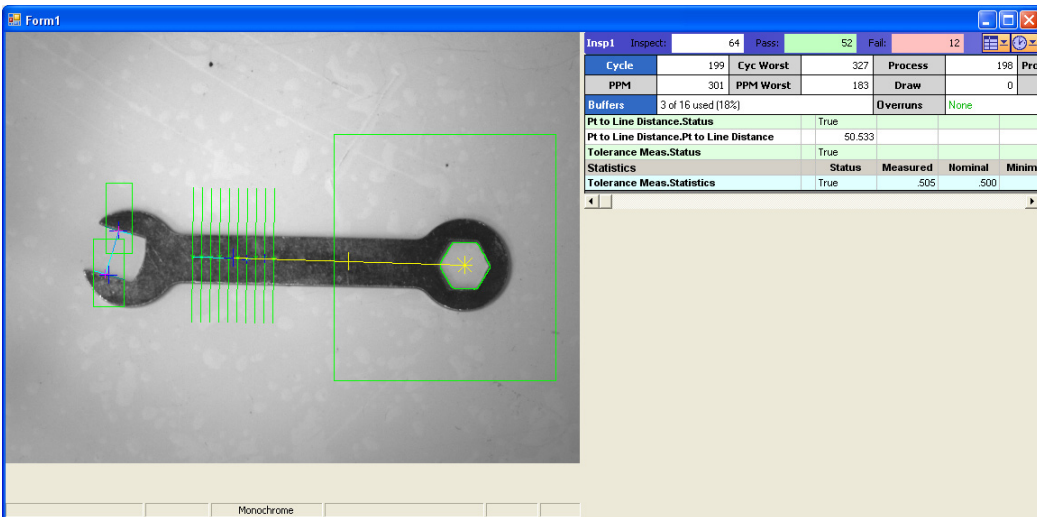 Form1
Insp1 Inspect: 64 Pass: 52 Fail: 12
Cycle 199 Cyc Worst 327 Process 198 Pro
PPM 301 PPM Worst 183 Draw 0
Buffers 3 of 16 used (18%) Overruns None
Pt to Line Distance.Status True
Pt to Line Distance.Pt to Line Distance 50.533
Tolerance Meas.Status True
Statistics Status Measured Nominal Minim
Tolerance Meas.Statistics True .505 .500
Monochrome